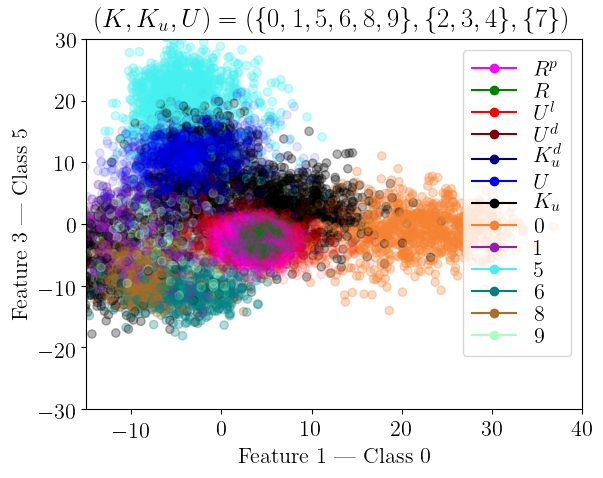 (K, K_u, U) = ({0, 1, 5, 6, 8, 9}, {2, 3, 4}, {7})
30
20
10
0
−10
−20
−30
−10
0
10
20
30
40
Feature 3 — Class 5
Feature 1 — Class 0
R^p
R
U^l
U^d
K_u^d
U
K_u
0
1
5
6
8
9